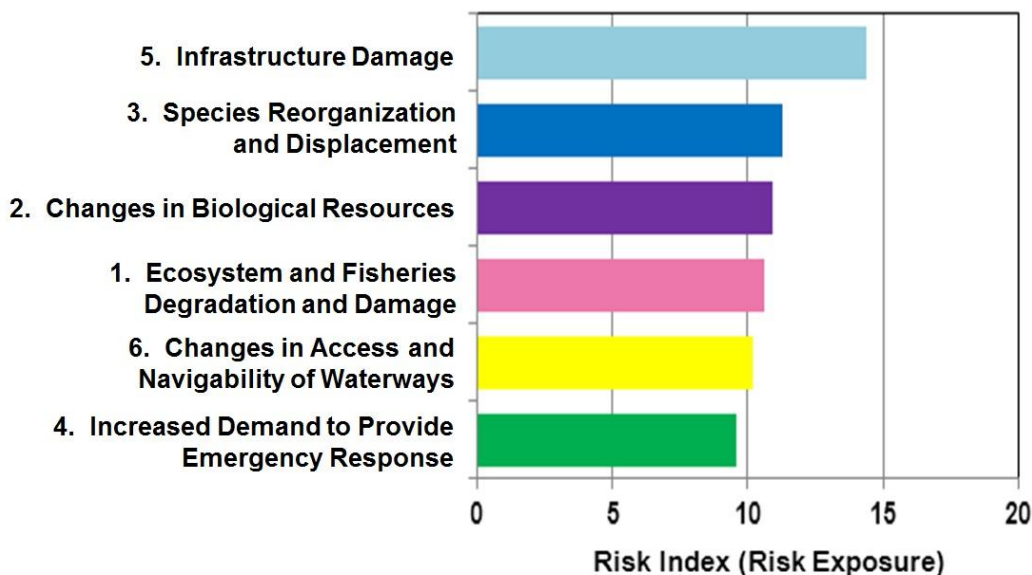 5. Infrastructure Damage
3. Species Reorganization
and Displacement
2. Changes in Biological Resources
1. Ecosystem and Fisheries
Degradation and Damage
6. Changes in Access and
Navigability of Waterways
4. Increased Demand to Provide
Emergency Response
0 5 10 15 20
Risk Index (Risk Exposure)